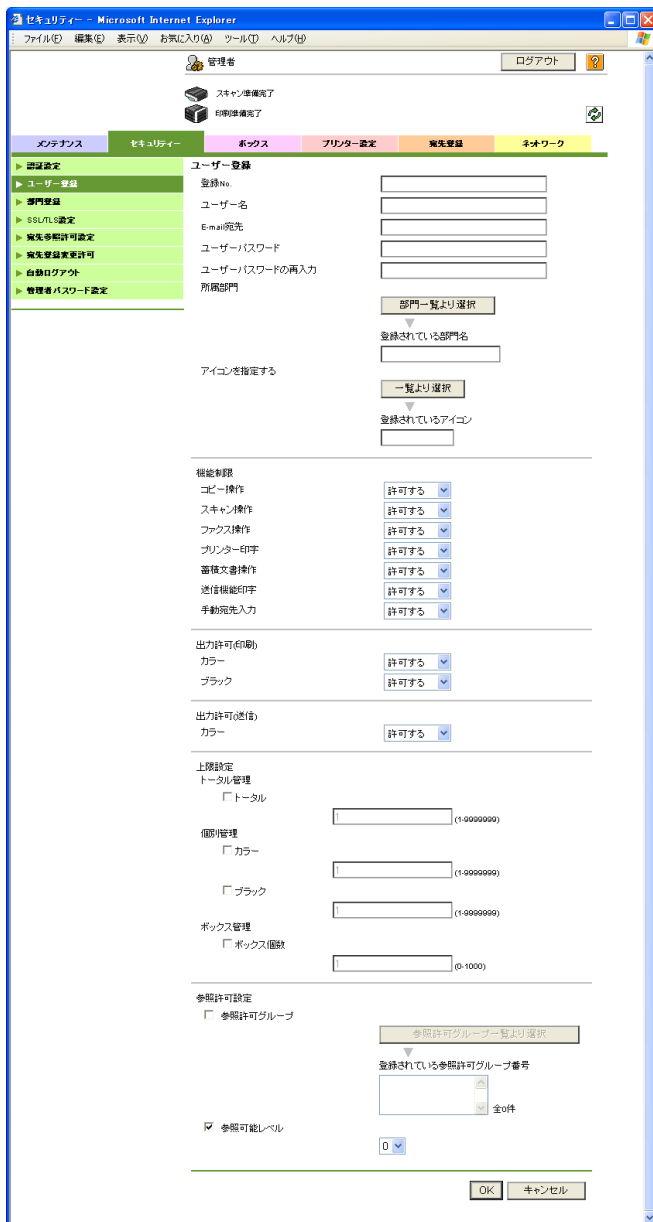 セキュリティー - Microsoft Internet Explorer
ファイル(F) 編集(E) 表示(V) お気に入り(A) ツール(T) ヘルプ(H)
管理者 ログアウト ?
スキャン準備完了
印刷準備完了
メンテナンス セキュリティー ボックス プリンター設定 宛先登録 ネットワーク
認証設定
ユーザー登録
部門登録
SSL/TLS設定
宛先参照許可設定
宛先登録変更許可
自動ログアウト
管理者パスワード設定
ユーザー登録
登録No.
ユーザー名
E-mail宛先
ユーザーパスワード
ユーザーパスワードの再入力
所属部門
部門一覧より選択
登録されている部門名
アイコンを指定する
一覧より選択
登録されているアイコン
機能制限
コピー操作 許可する
スキャン操作 許可する
ファクス操作 許可する
プリンター印字 許可する
蓄積文書操作 許可する
送信機能印字 許可する
手動宛先入力 許可する
出力許可(印刷)
カラー 許可する
ブラック 許可する
出力許可(送信)
カラー 許可する
上限設定
トータル管理
トータル
1 (1-9999999)
個別管理
カラー
1 (1-9999999)
ブラック
1 (1-9999999)
ボックス管理
ボックス個数
1 (0-1000)
参照許可設定
参照許可グループ
参照許可グループ一覧より選択
登録されている参照許可グループ番号
全0件
参照可能レベル
0
OK キャンセル